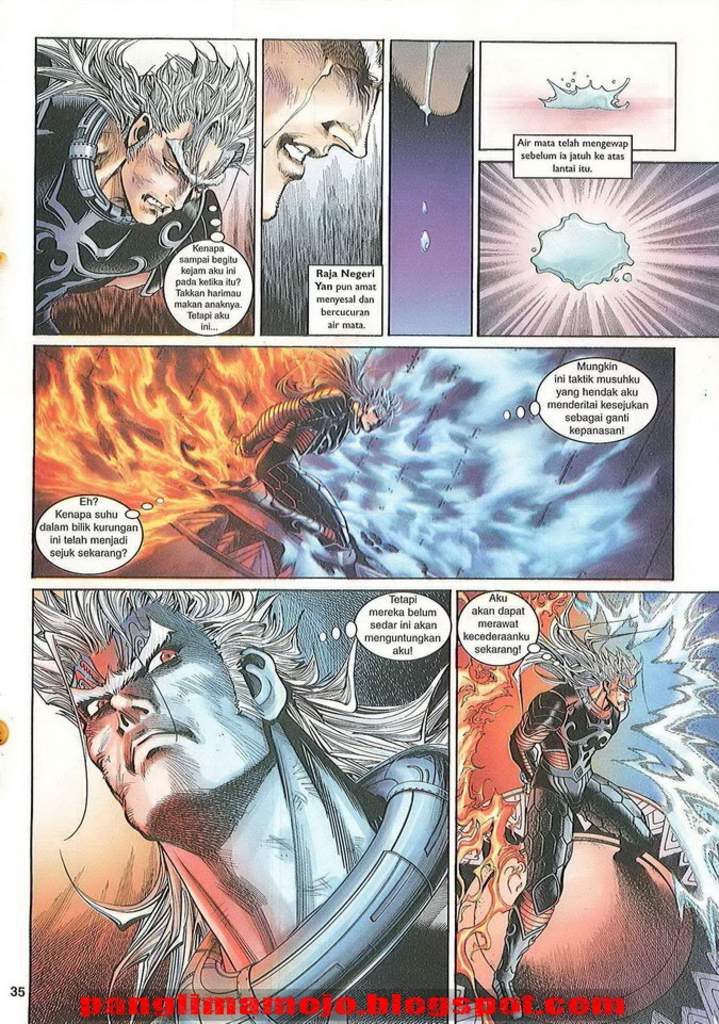 Kenapa
sampai begitu
kejam aku ini
pada ketika itu?
Takkan harimau
makan anaknya.
Tetapi aku
ini...
Raja Negeri
Yan pun amat
menyesal dan
bercucuran
air mata.
Air mata telah mengewap
sebelum ia jatuh ke atas
lantai itu.
Mungkin
ini taktik musuhku
yang hendak aku
menderitai kesejukan
sebagai ganti
kepanasan!
Eh?
Kenapa suhu
dalam bilik kurungan
ini telah menjadi
sejuk sekarang?
Tetapi
mereka belum
sedar ini akan
menguntungkan
aku!
Aku
akan dapat
merawat
kecederaanku
sekarang!
35
panglimamojo.blogspot.com